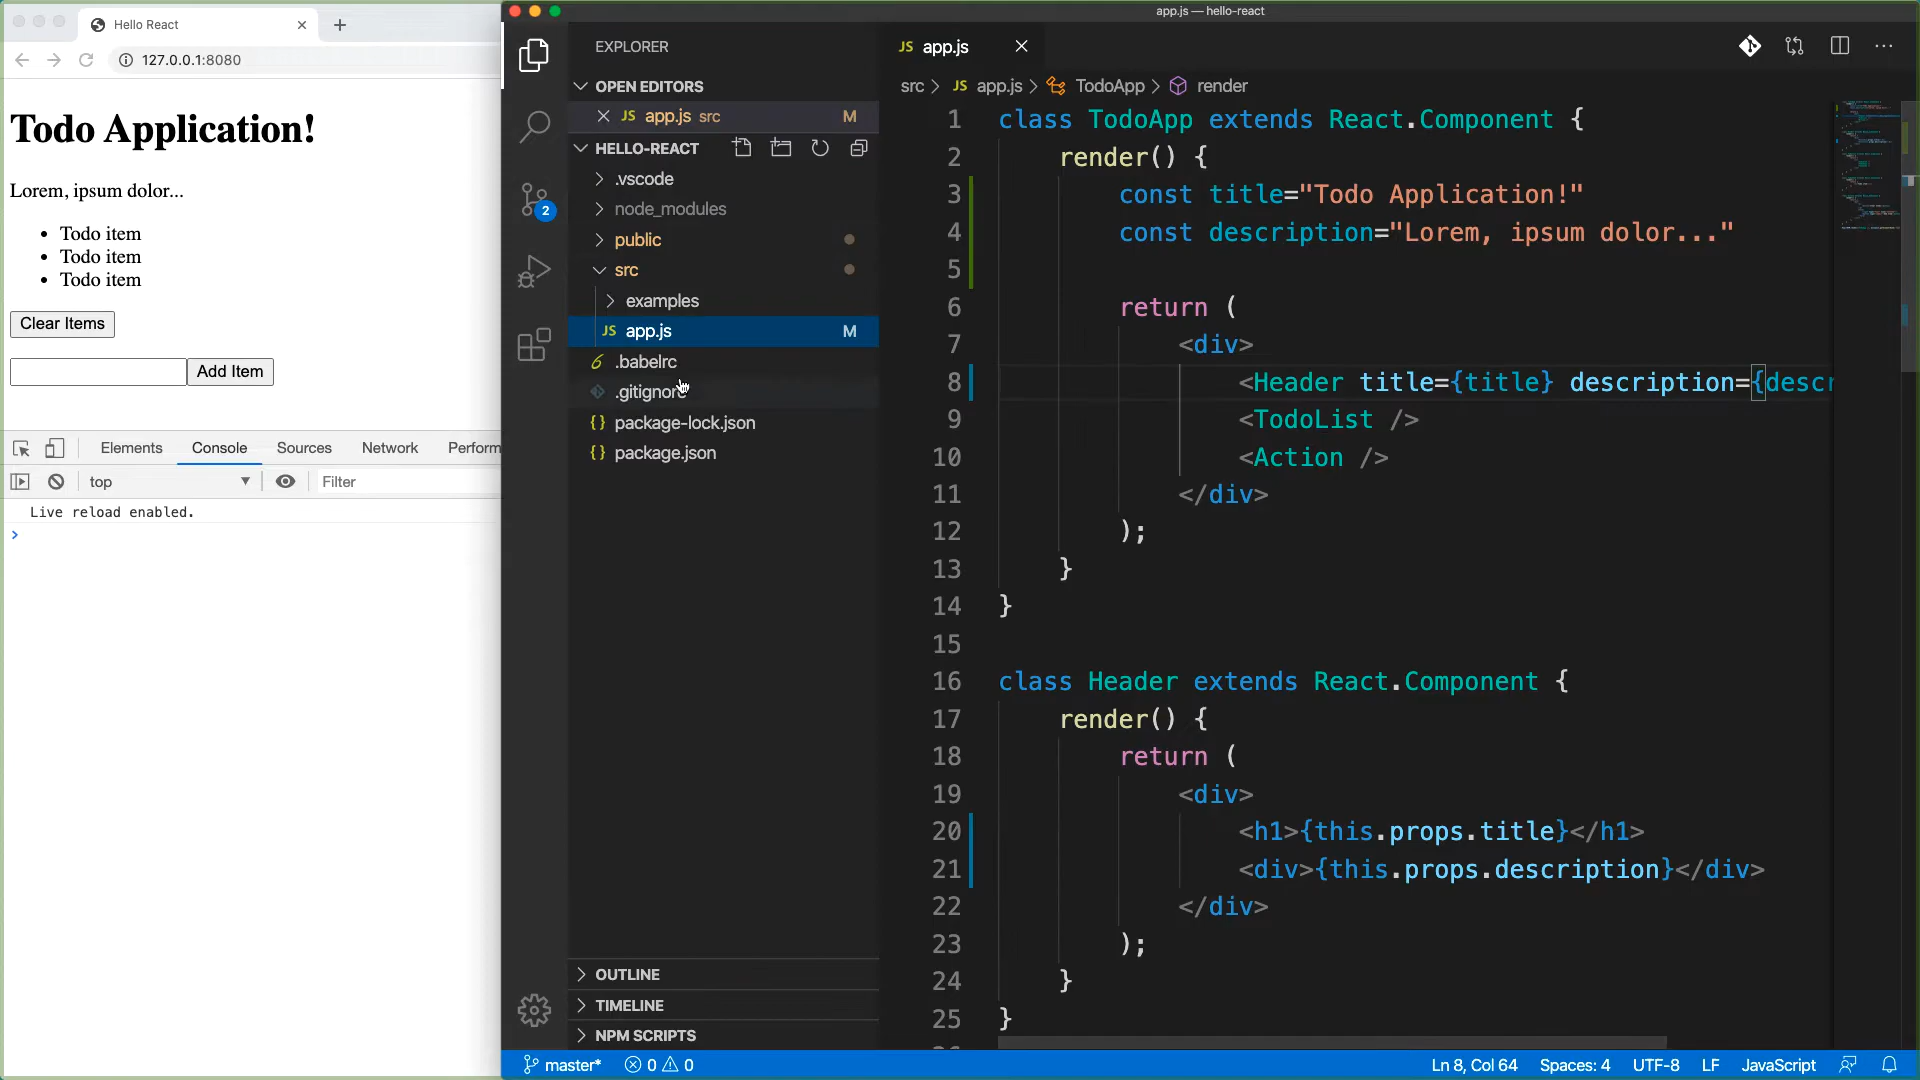 Hello React
127.0.0.1:8080
Todo Application!
Lorem, ipsum dolor...
Todo item
Todo item
Todo item
Clear Items
Add Item
Elements
Console
Sources
Network
Perform
top
Filter
Live reload enabled.
app.js — hello-react
EXPLORER
OPEN EDITORS
JS app.js src M
HELLO-REACT
.vscode
node_modules
public
src
examples
JS app.js M
.babelrc
.gitignore
{} package-lock.json
{} package.json
OUTLINE
TIMELINE
NPM SCRIPTS
2
JS app.js
src > JS app.js > TodoApp > render
1 class TodoApp extends React.Component {
2 render() {
3 const title="Todo Application!"
4 const description="Lorem, ipsum dolor..."
5
6 return (
7 <div>
8 <Header title={title} description={descr
9 <TodoList />
10 <Action />
11 </div>
12 );
13 }
14 }
15
16 class Header extends React.Component {
17 render() {
18 return (
19 <div>
20 <h1>{this.props.title}</h1>
21 <div>{this.props.description}</div>
22 </div>
23 );
24 }
25 }
master* 0 0
Ln 8, Col 64 Spaces: 4 UTF-8 LF JavaScript